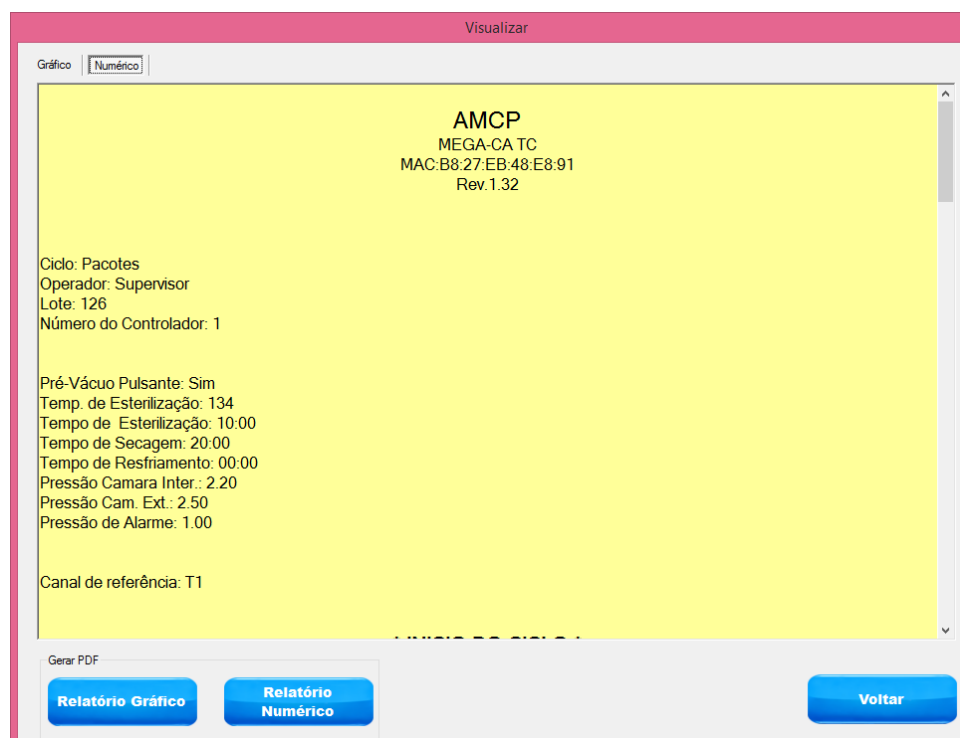 Visualizar
Gráfico
Numérico
AMCP
MEGA-CA TC
MAC:B8:27:EB:48:E8:91
Rev.1.32
Ciclo: Pacotes
Operador: Supervisor
Lote: 126
Número do Controlador: 1
Pré-Vácuo Pulsante: Sim
Temp. de Esterilização: 134
Tempo de  Esterilização: 10:00
Tempo de Secagem: 20:00
Tempo de Resfriamento: 00:00
Pressão Camara Inter.: 2.20
Pressão Cam. Ext.: 2.50
Pressão de Alarme: 1.00
Canal de referência: T1
Gerar PDF
Relatório Gráfico
Relatório
Numérico
Voltar